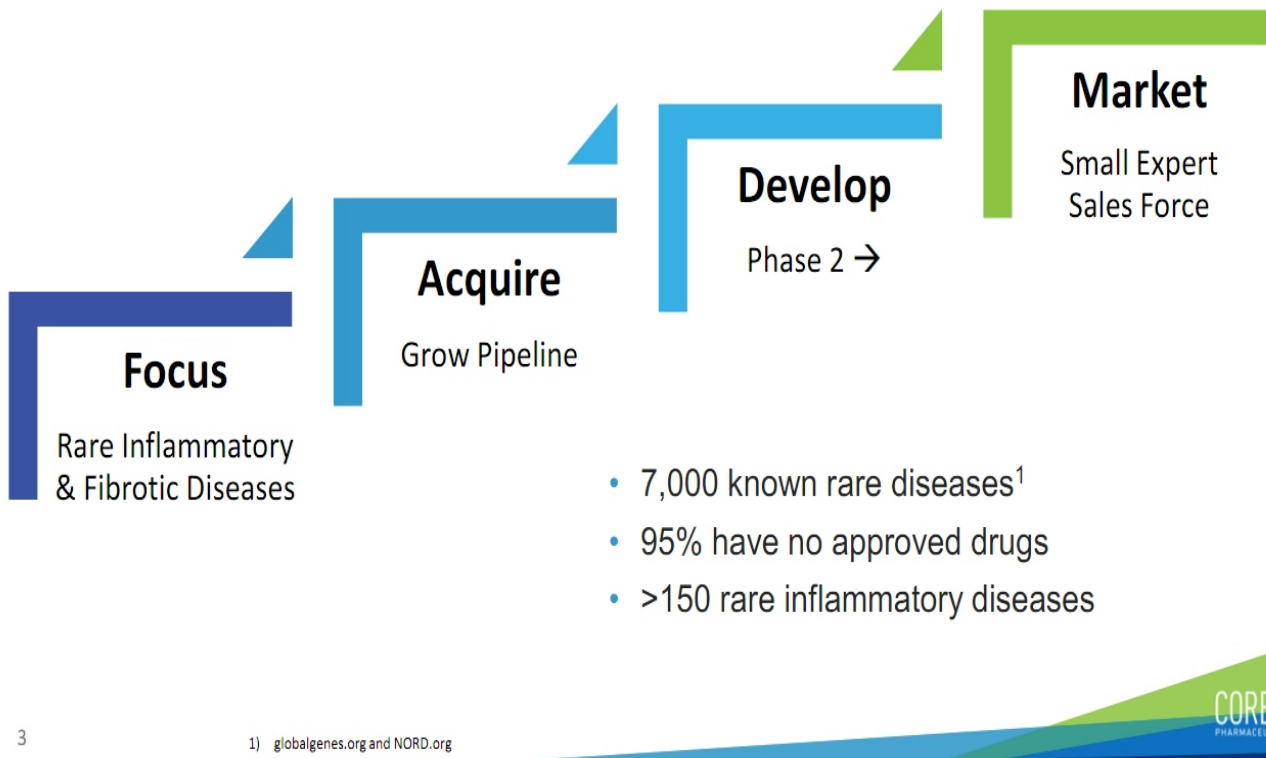 Focus
Rare Inflammatory
& Fibrotic Diseases
Acquire
Grow Pipeline
Develop
Phase 2 →
Market
Small Expert
Sales Force
• 7,000 known rare diseases¹
• 95% have no approved drugs
• >150 rare inflammatory diseases
3
1) globalgenes.org and NORD.org